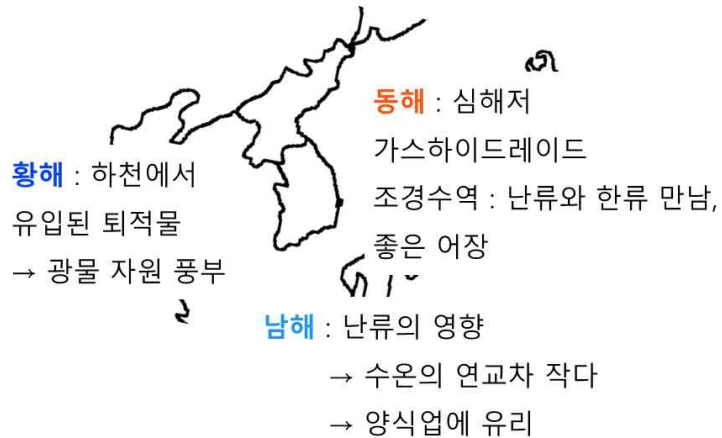 동해 : 심해저
가스하이드레이드
조경수역 : 난류와 한류 만남,
좋은 어장
황해 : 하천에서
유입된 퇴적물
→ 광물 자원 풍부
남해 : 난류의 영향
→ 수온의 연교차 작다
→ 양식업에 유리